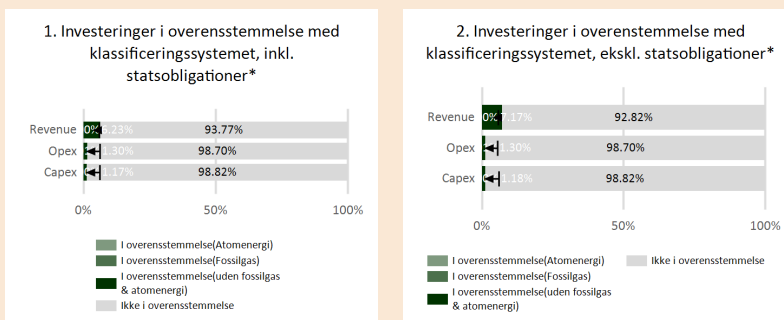 1. Investeringer i overensstemmelse med
klassificeringssystemet, inkl.
statsobligationer*
Revenue 0% 6.23% 93.77%
Opex 1.30% 98.70%
Capex 1.17% 98.82%
0% 50% 100%
I overensstemmelse(Atomenergi)
I overensstemmelse(Fossilgas)
I overensstemmelse(uden fossilgas
& atomenergi)
Ikke i overensstemmelse
2. Investeringer i overenstemmelse med
klassificeringssystemet, ekskl. statsobligationer*
Revenue 0% 7.17% 92.82%
Opex 1.30% 98.70%
Capex 1.18% 98.82%
0% 50% 100%
I overensstemmelse(Atomenergi) Ikke i overensstemmelse
I overensstemmelse(Fossilgas)
I overensstemmelse(uden fossilgas
& atomenergi)